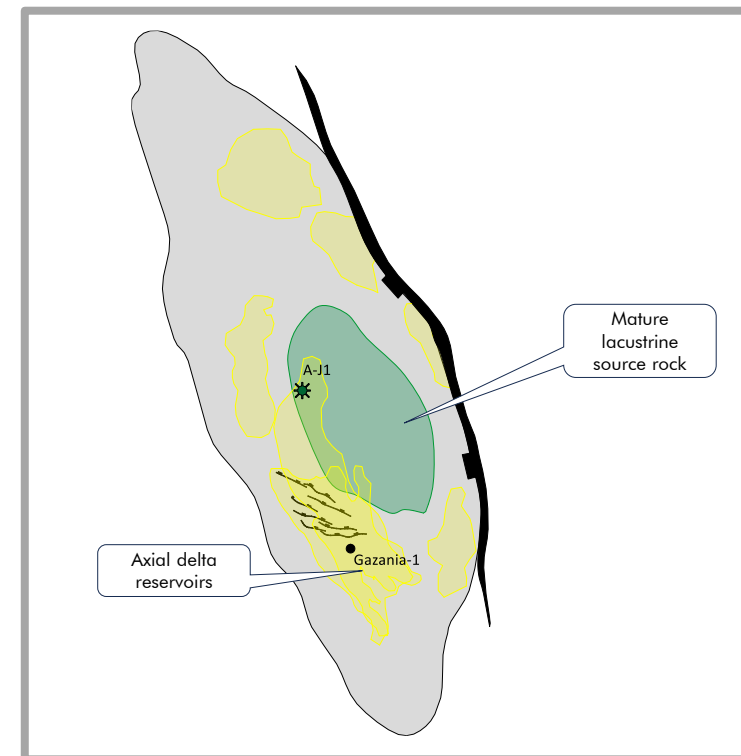 Mature
lacustrine
source rock
A-J1
Axial delta
reservoirs
Gazania-1